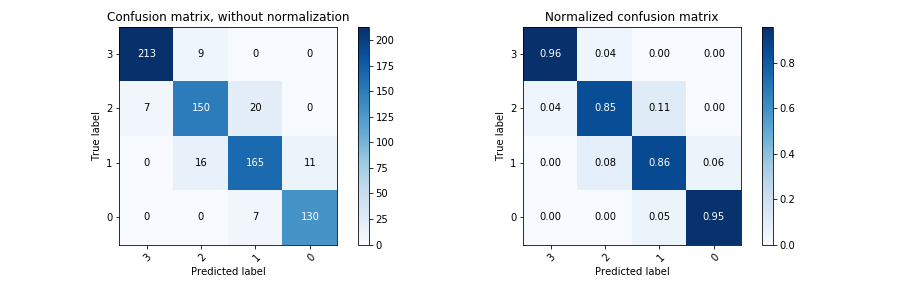 Confusion matrix, without normalization
3 213 9 0 0
2 7 150 20 0
1 0 16 165 11
0 0 0 7 130
3 2 1 0
True label
Predicted label
200
175
150
125
100
75
50
25
0
Normalized confusion matrix
3 0.96 0.04 0.00 0.00
2 0.04 0.85 0.11 0.00
1 0.00 0.08 0.86 0.06
0 0.00 0.00 0.05 0.95
3 2 1 0
True label
Predicted label
0.8
0.6
0.4
0.2
0.0